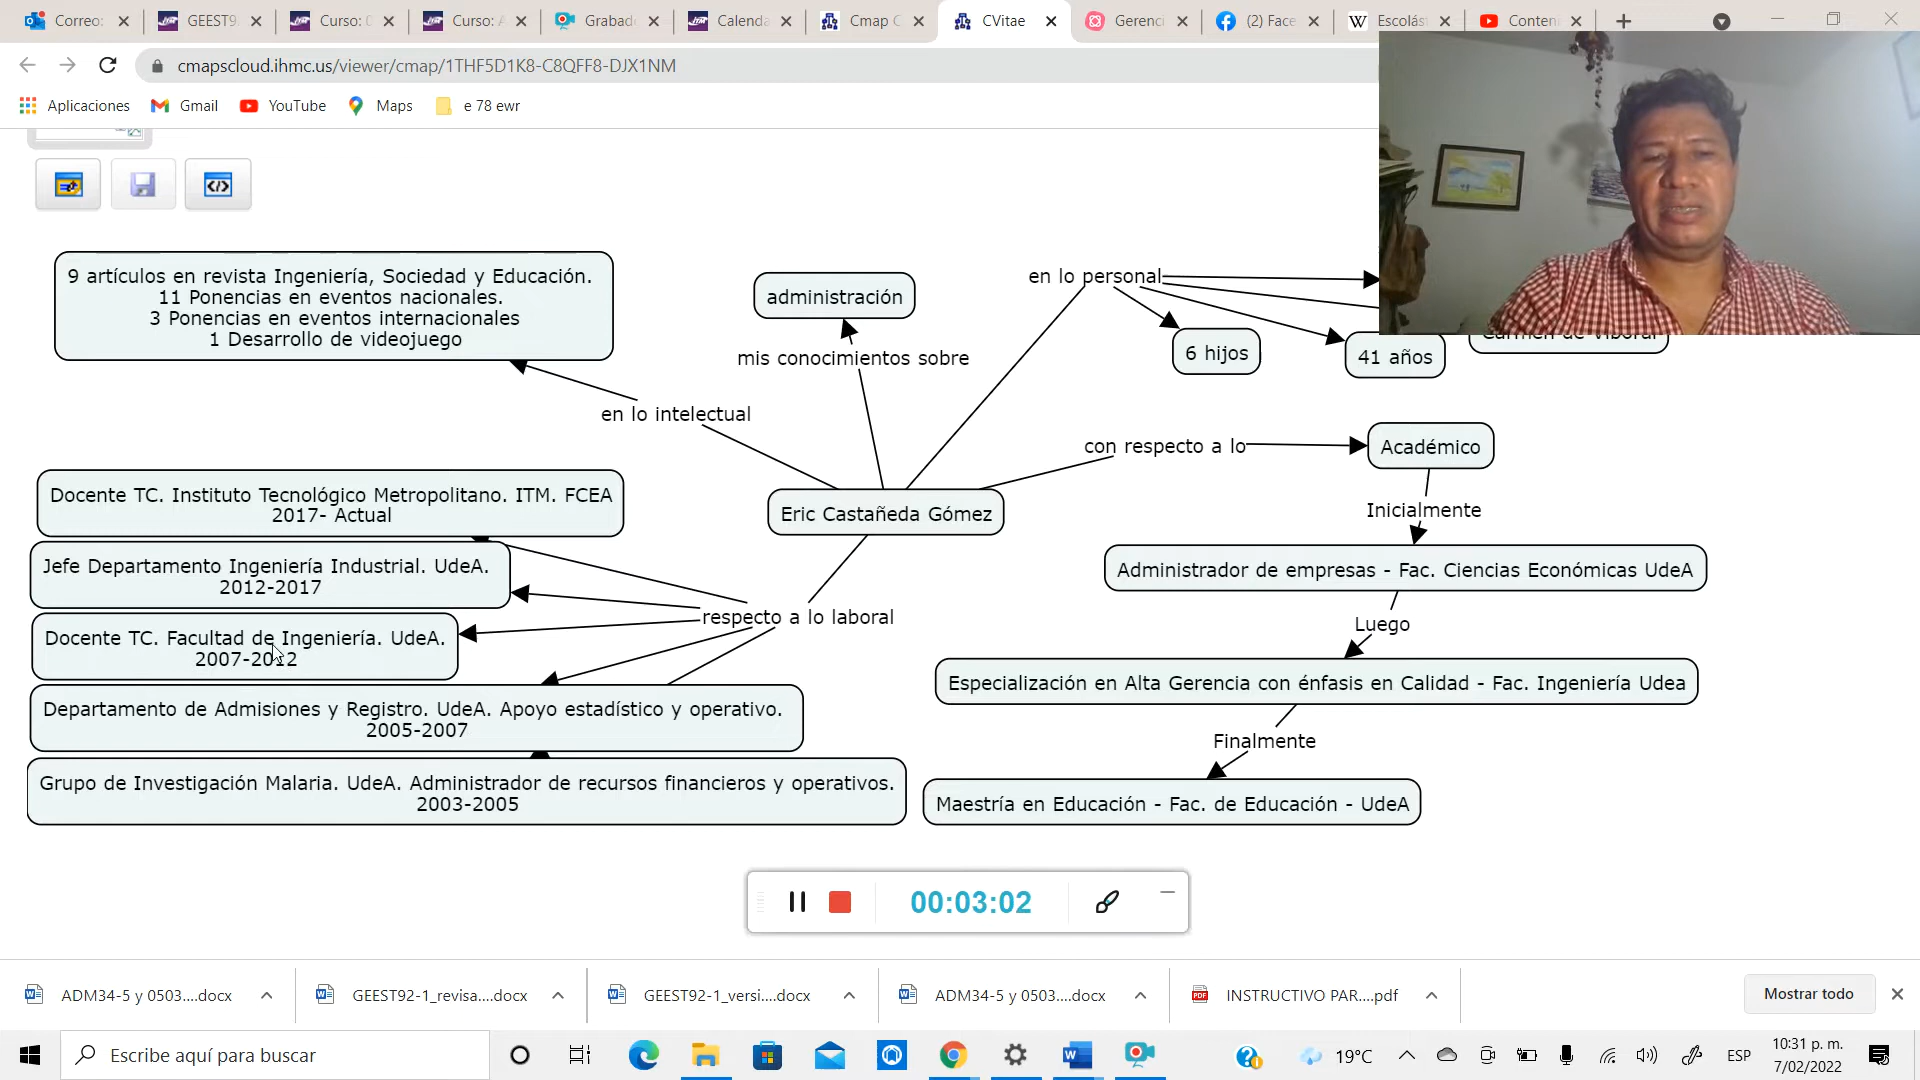 Correo:
GEEST9
Curso: 
Curso: A
Grabad
Calenda
Cmap C
CVitae
Gerenci
(2) Face
Escolás
Conten
cmapscloud.ihmc.us/viewer/cmap/1THF5D1K8-C8QFF8-DJX1NM
Aplicaciones
Gmail
YouTube
Maps
e 78 ewr
9 artículos en revista Ingeniería, Sociedad y Educación.
11 Ponencias en eventos nacionales.
3 Ponencias en eventos internacionales
1 Desarrollo de videojuego
administración
mis conocimientos sobre
en lo personal
6 hijos
41 años
Carmen de Viboral
en lo intelectual
con respecto a lo
Académico
Docente TC. Instituto Tecnológico Metropolitano. ITM. FCEA
2017- Actual
Eric Castañeda Gómez
Inicialmente
Jefe Departamento Ingeniería Industrial. UdeA.
2012-2017
Administrador de empresas - Fac. Ciencias Económicas UdeA
respecto a lo laboral
Luego
Docente TC. Facultad de Ingeniería. UdeA.
2007-2012
Especialización en Alta Gerencia con énfasis en Calidad - Fac. Ingeniería Udea
Departamento de Admisiones y Registro. UdeA. Apoyo estadístico y operativo.
2005-2007
Finalmente
Grupo de Investigación Malaria. UdeA. Administrador de recursos financieros y operativos.
2003-2005
Maestría en Educación - Fac. de Educación - UdeA
00:03:02
ADM34-5 y 0503....docx
GEEST92-1_revisa....docx
GEEST92-1_versi....docx
ADM34-5 y 0503....docx
INSTRUCTIVO PAR....pdf
Mostrar todo
Escribe aquí para buscar
19°C
ESP
10:31 p. m.
7/02/2022